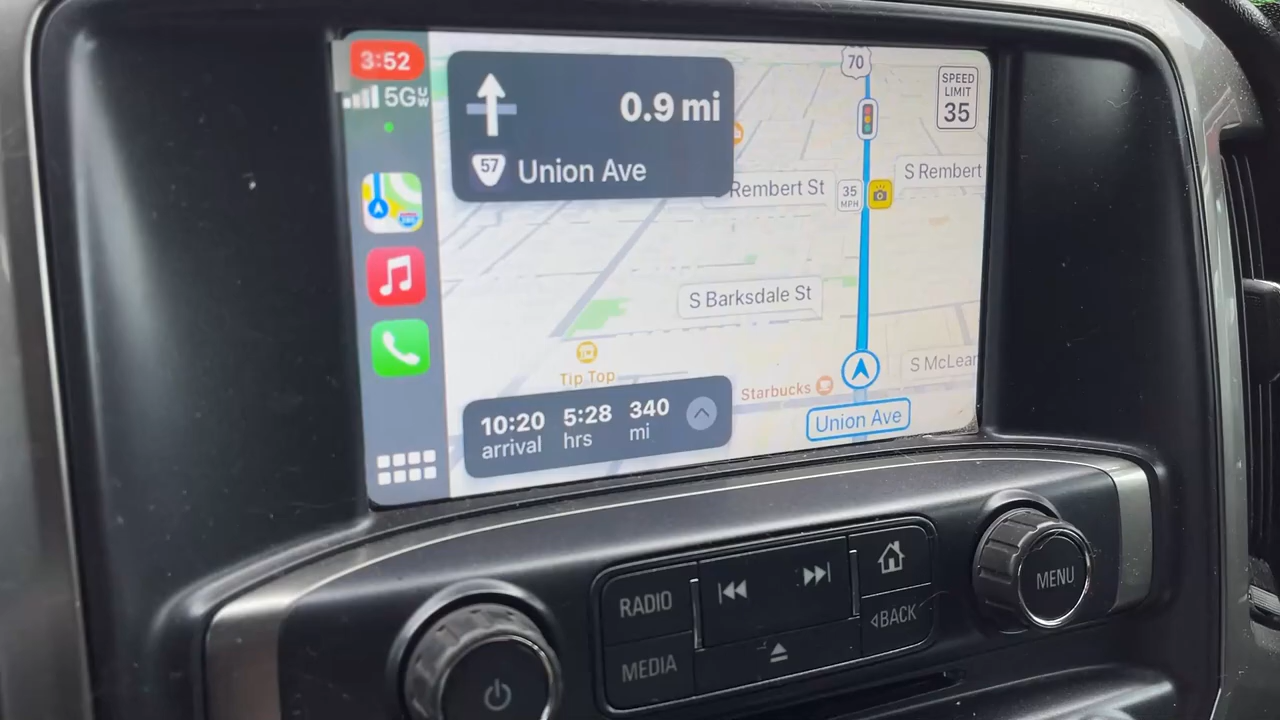 3:52
5GUW
0.9 mi
57 Union Ave
70
SPEED
LIMIT
35
Rembert St
35
MPH
S Rembert
S Barksdale St
Tip Top
S McLean
Starbucks
10:20 5:28 340
arrival hrs mi
Union Ave
RADIO
MEDIA
BACK
MENU